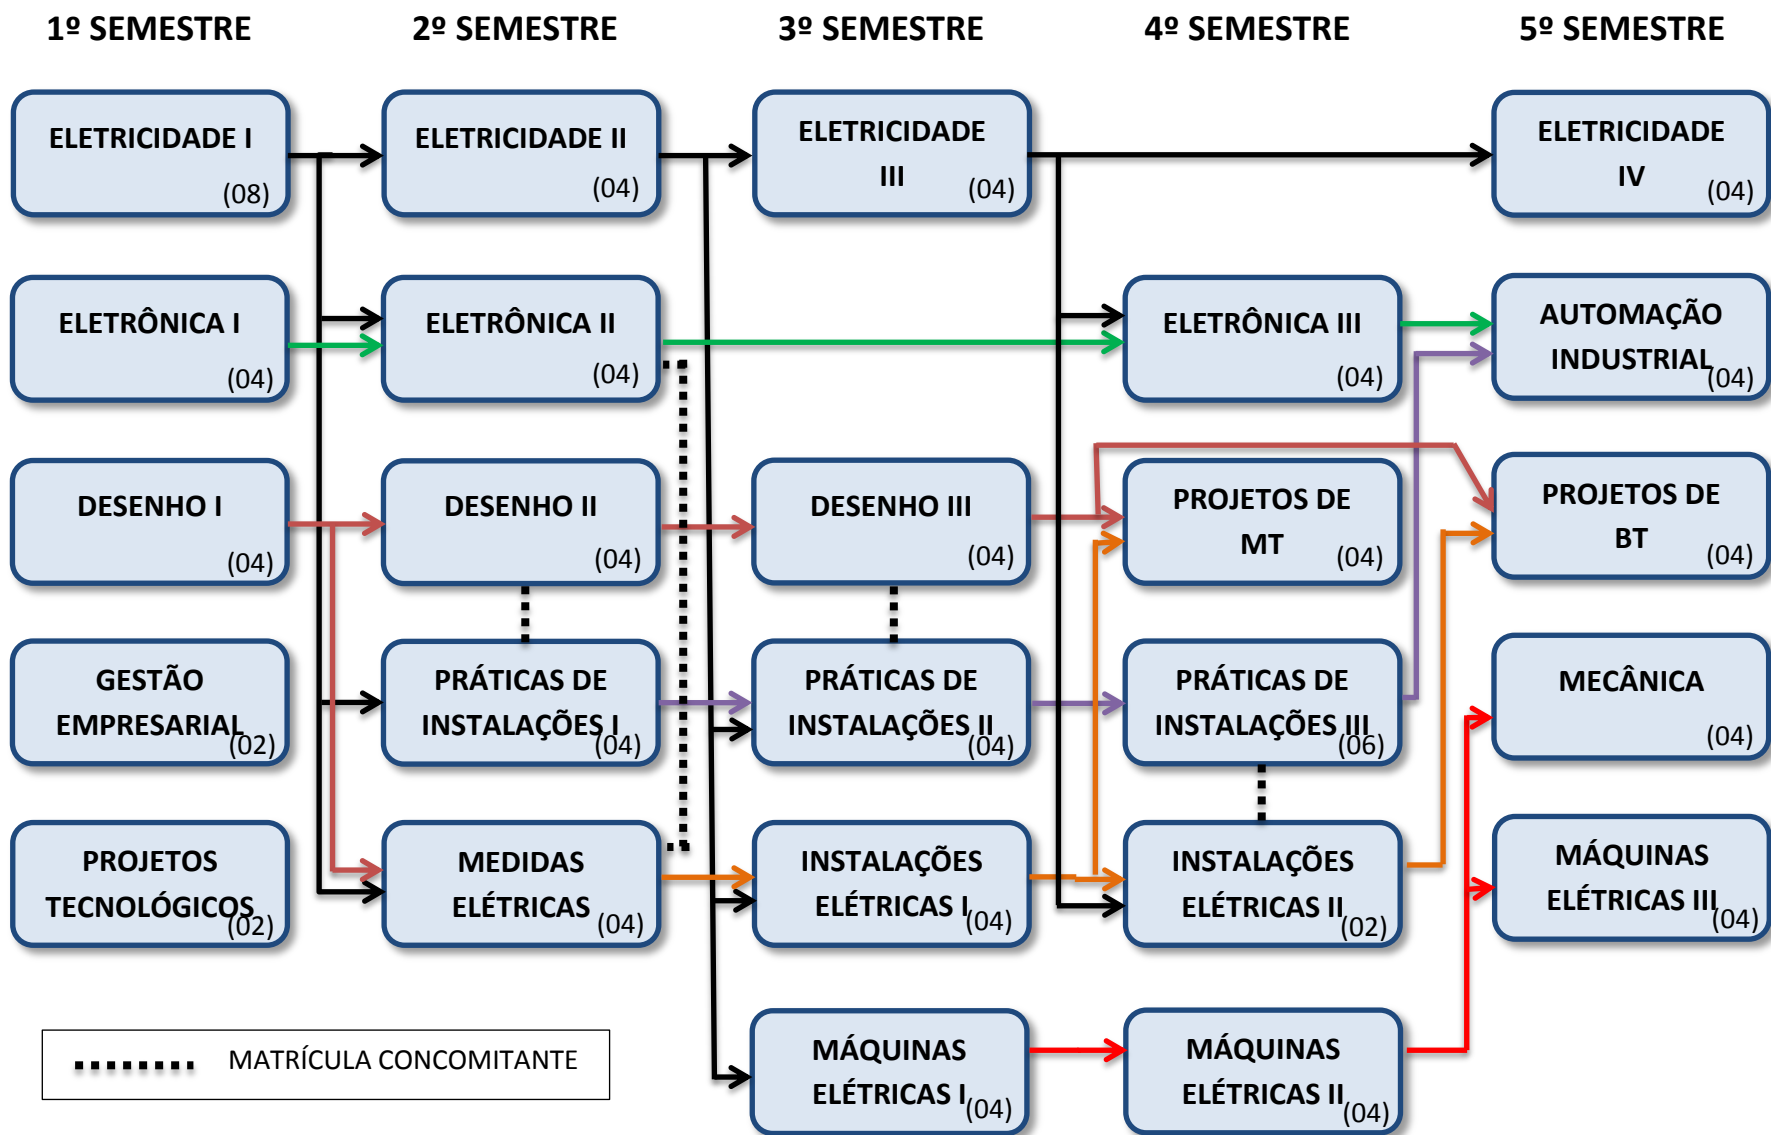 1º SEMESTRE
2º SEMESTRE
3º SEMESTRE
4º SEMESTRE
5º SEMESTRE
ELETRICIDADE I
(08)
ELETRICIDADE II
(04)
ELETRICIDADE
III
(04)
ELETRICIDADE
IV
(04)
ELETRÔNICA I
(04)
ELETRÔNICA II
(04)
ELETRÔNICA III
(04)
AUTOMAÇÃO
INDUSTRIAL
(04)
DESENHO I
(04)
DESENHO II
(04)
DESENHO III
(04)
PROJETOS DE
MT
(04)
PROJETOS DE
BT
(04)
GESTÃO
EMPRESARIAL
(02)
PRÁTICAS DE
INSTALAÇÕES I
(04)
PRÁTICAS DE
INSTALAÇÕES II
(04)
PRÁTICAS DE
INSTALAÇÕES III
(06)
MECÂNICA
(04)
PROJETOS
TECNOLÓGICOS
(02)
MEDIDAS
ELÉTRICAS
(04)
INSTALAÇÕES
ELÉTRICAS I
(04)
INSTALAÇÕES
ELÉTRICAS II
(02)
MÁQUINAS
ELÉTRICAS III
(04)
MÁQUINAS
ELÉTRICAS I
(04)
MÁQUINAS
ELÉTRICAS II
(04)
MATRÍCULA CONCOMITANTE